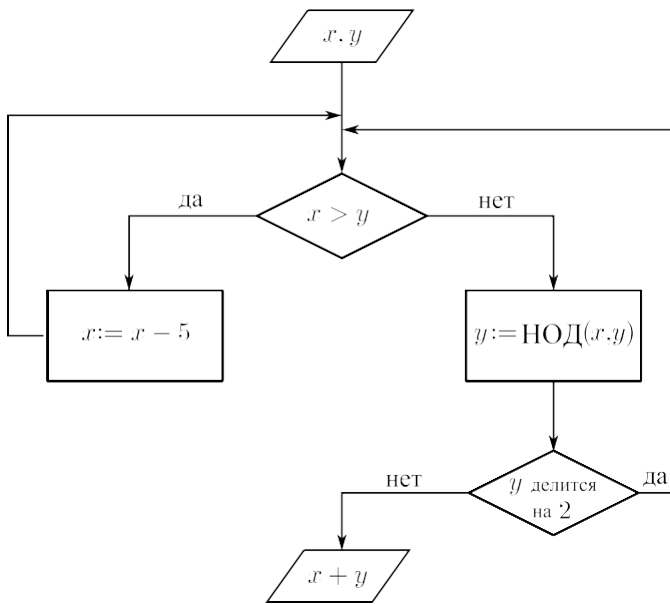 x. y
да
x > y
нет
x := x − 5
y := НОД(x.y)
нет
y делится
на 2
да
x + y